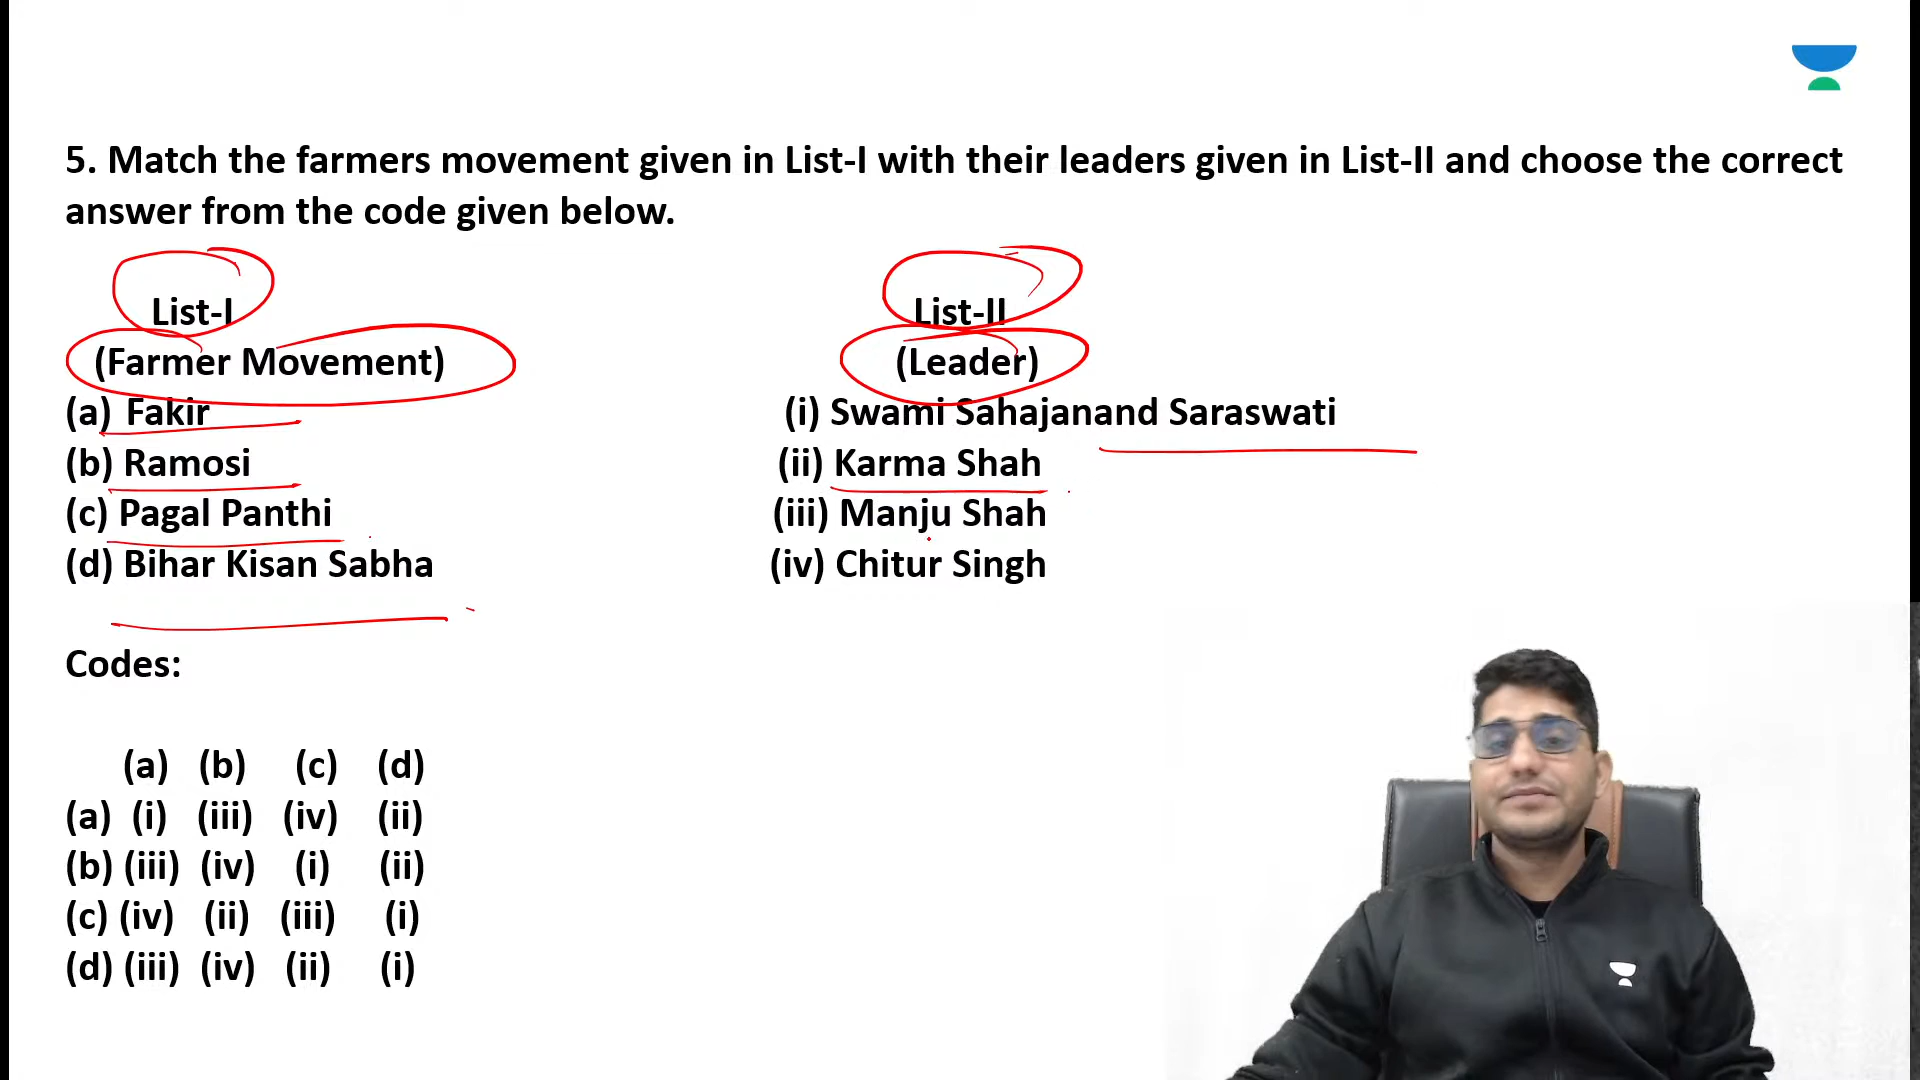 5. Match the farmers movement given in List-I with their leaders given in List-II and choose the correct
answer from the code given below.
List-I List-II
(Farmer Movement) (Leader)
(a) Fakir (i) Swami Sahajanand Saraswati
(b) Ramosi (ii) Karma Shah
(c) Pagal Panthi (iii) Manju Shah
(d) Bihar Kisan Sabha (iv) Chitur Singh
Codes:
(a) (b) (c) (d)
(a) (i) (iii) (iv) (ii)
(b) (iii) (iv) (i) (ii)
(c) (iv) (ii) (iii) (i)
(d) (iii) (iv) (ii) (i)